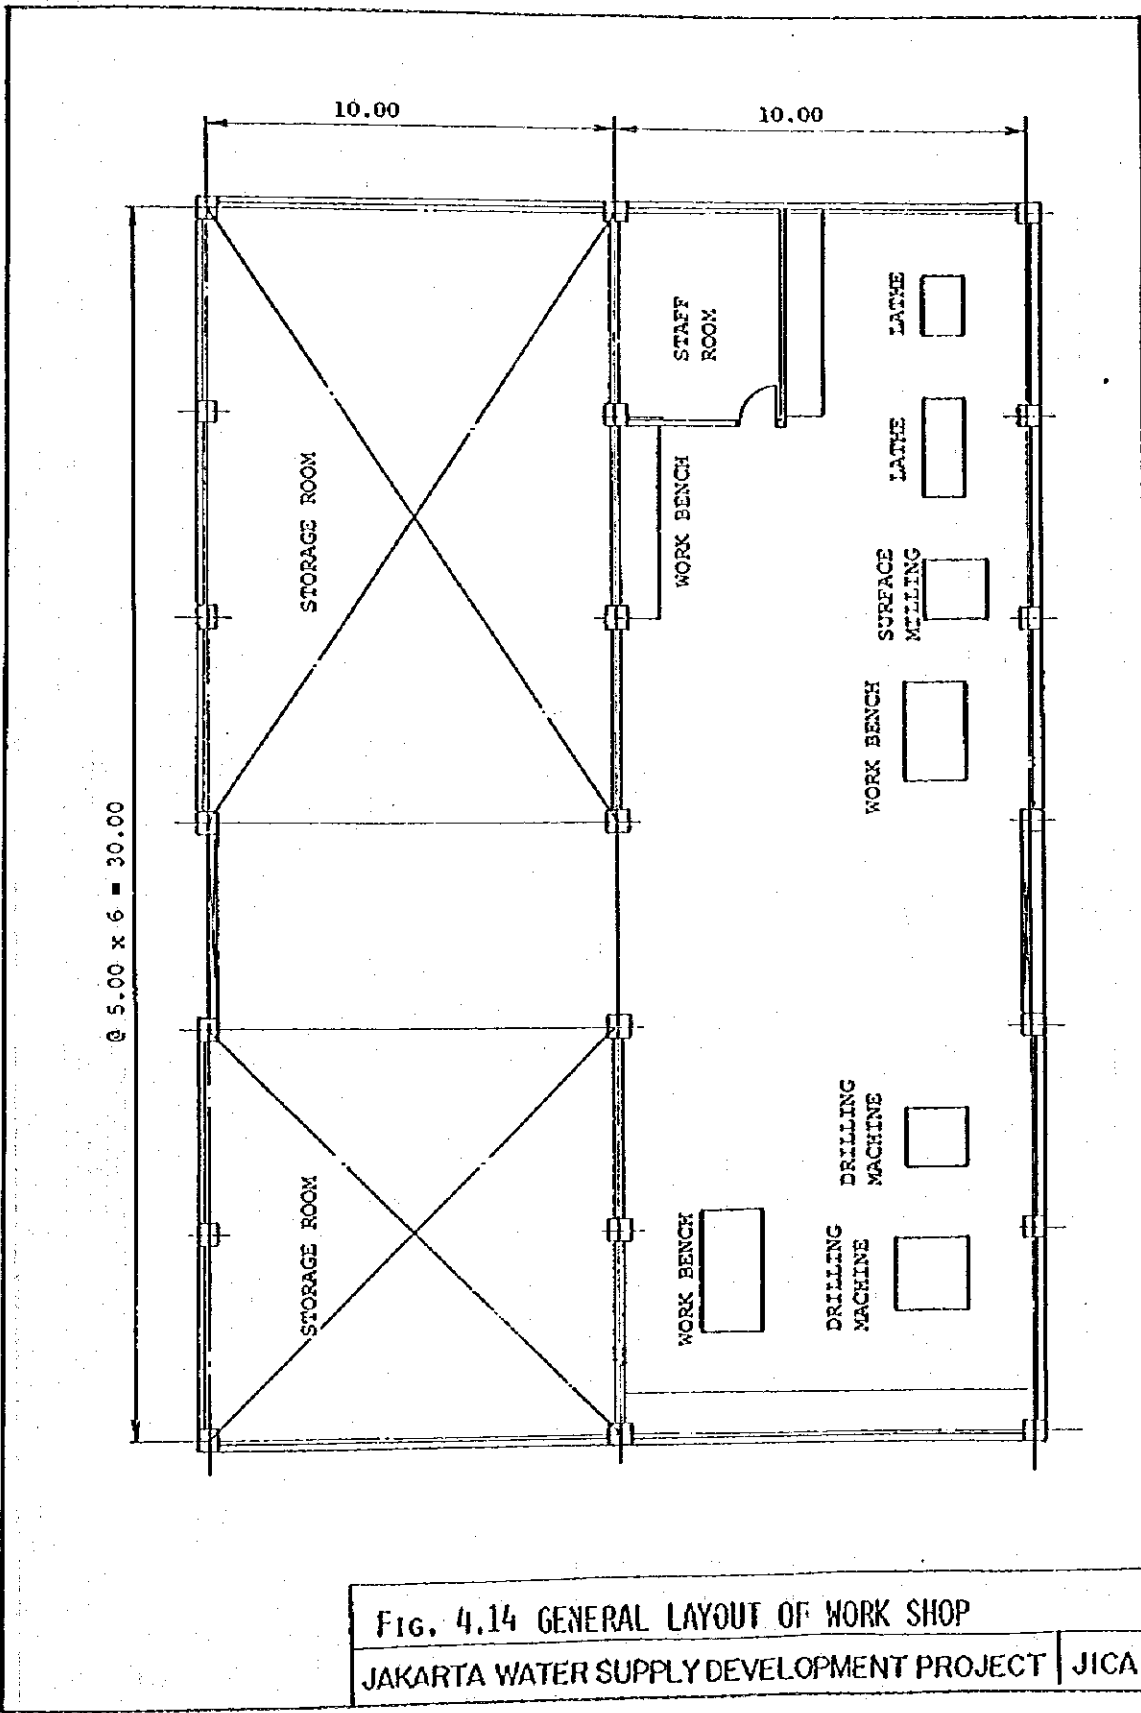 10.00
10.00
@ 5.00 x 6 = 30.00
STORAGE ROOM
STAFF
ROOM
LATHE
LATHE
WORK BENCH
SURFACE
MILLING
WORK BENCH
STORAGE ROOM
DRILLING
MACHINE
WORK BENCH
DRILLING
MACHINE
FIG. 4.14 GENERAL LAYOUT OF WORK SHOP
JAKARTA WATER SUPPLY DEVELOPMENT PROJECT
JICA